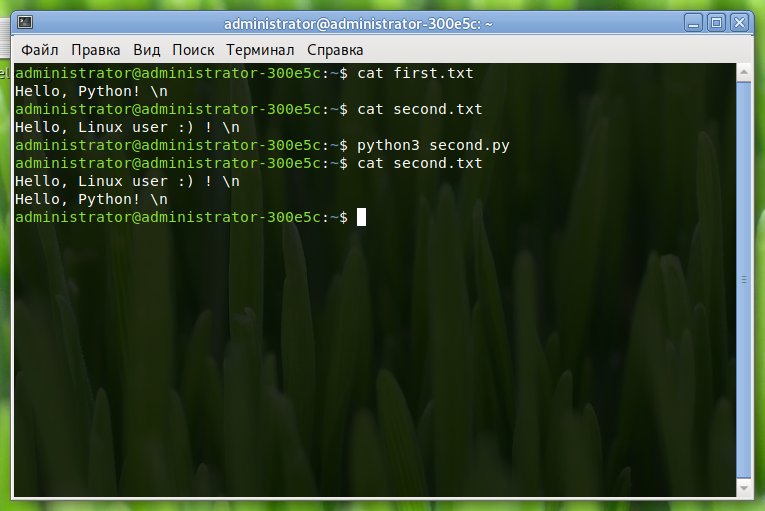 administrator@administrator-300e5c: ~
Файл Правка Вид Поиск Терминал Справка
administrator@administrator-300e5c:~$ cat first.txt
Hello, Python! \n
administrator@administrator-300e5c:~$ cat second.txt
Hello, Linux user :) ! \n
administrator@administrator-300e5c:~$ python3 second.py
administrator@administrator-300e5c:~$ cat second.txt
Hello, Linux user :) ! \n
Hello, Python! \n
administrator@administrator-300e5c:~$